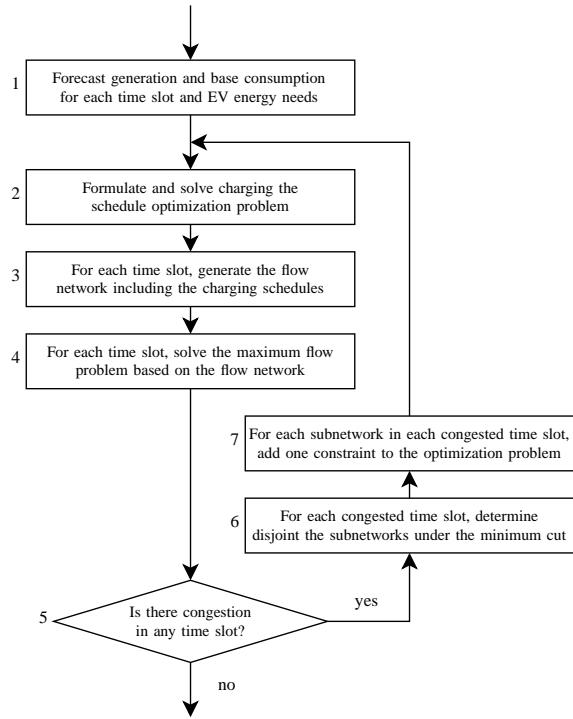 1
Forecast generation and base consumption
for each time slot and EV energy needs
2
Formulate and solve charging the
schedule optimization problem
3
For each time slot, generate the flow
network including the charging schedules
4
For each time slot, solve the maximum flow
problem based on the flow network
7
For each subnetwork in each congested time slot,
add one constraint to the optimization problem
6
For each congested time slot, determine
disjoint the subnetworks under the minimum cut
5
Is there congestion
in any time slot?
yes
no